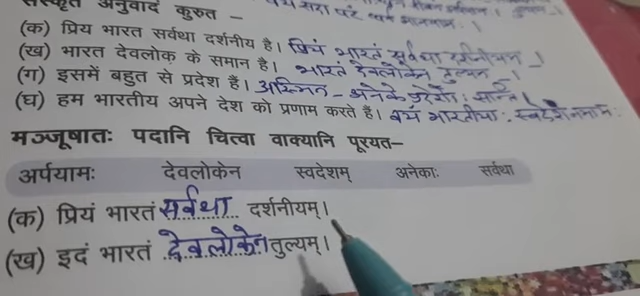 संस्कृत अनुवादं कुरुत –
(क) प्रिय भारत सर्वथा दर्शनीय है। प्रियं भारतं सर्वथा दर्शनीयम ।
(ख) भारत देवलोक के समान है। भारतं देवलोकेन तुल्यम ।
(ग) इसमें बहुत से प्रदेश हैं। अस्मिन अनेके प्रदेशाः सन्ति ।
(घ) हम भारतीय अपने देश को प्रणाम करते हैं। वयं भारतीयाः
मञ्जूषातः पदानि चित्वा वाक्यानि पूरयत–
अर्पयामः देवलोकेन स्वदेशम् अनेकाः सर्वथा
(क) प्रियं भारतं सर्वथा दर्शनीयम्।
(ख) इदं भारतं देवलोकेन तुल्यम्।